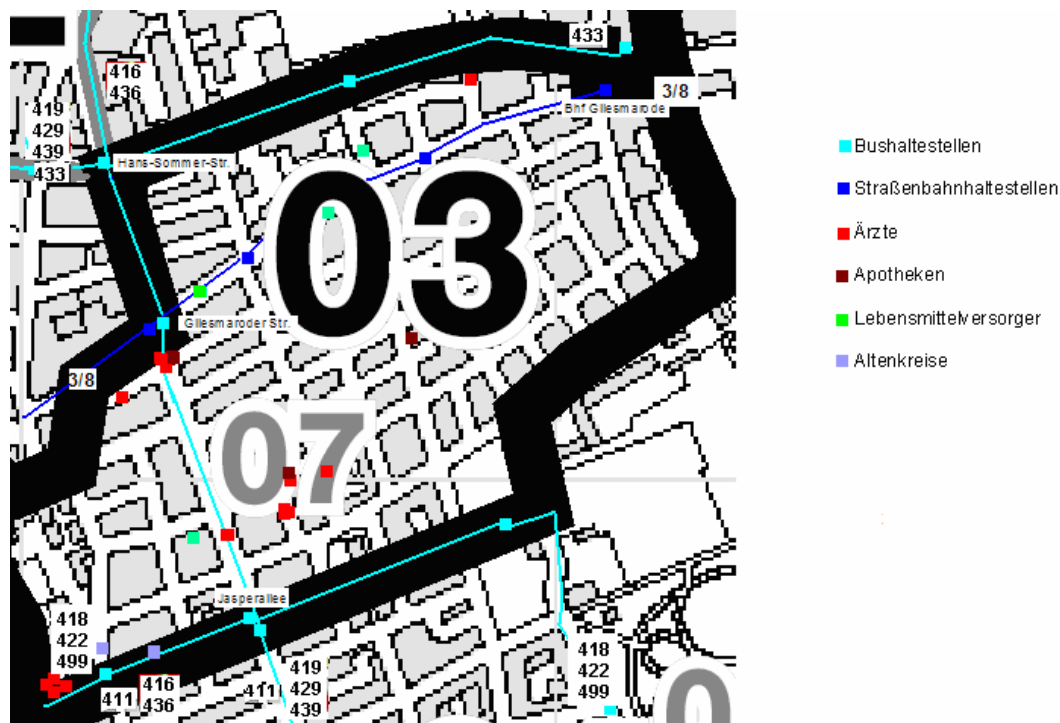 433
416
436
3/8
419
429
439
433
Bhf Gliesmarode
Hans-Sommer-Str.
03
Gliesmaroder Str.
3/8
07
Jasperallee
418
422
499
411
416
436
411
419
429
439
418
422
499
0
Bushaltestellen
Straßenbahnhaltestellen
Ärzte
Apotheken
Lebensmittelversorger
Altenkreise